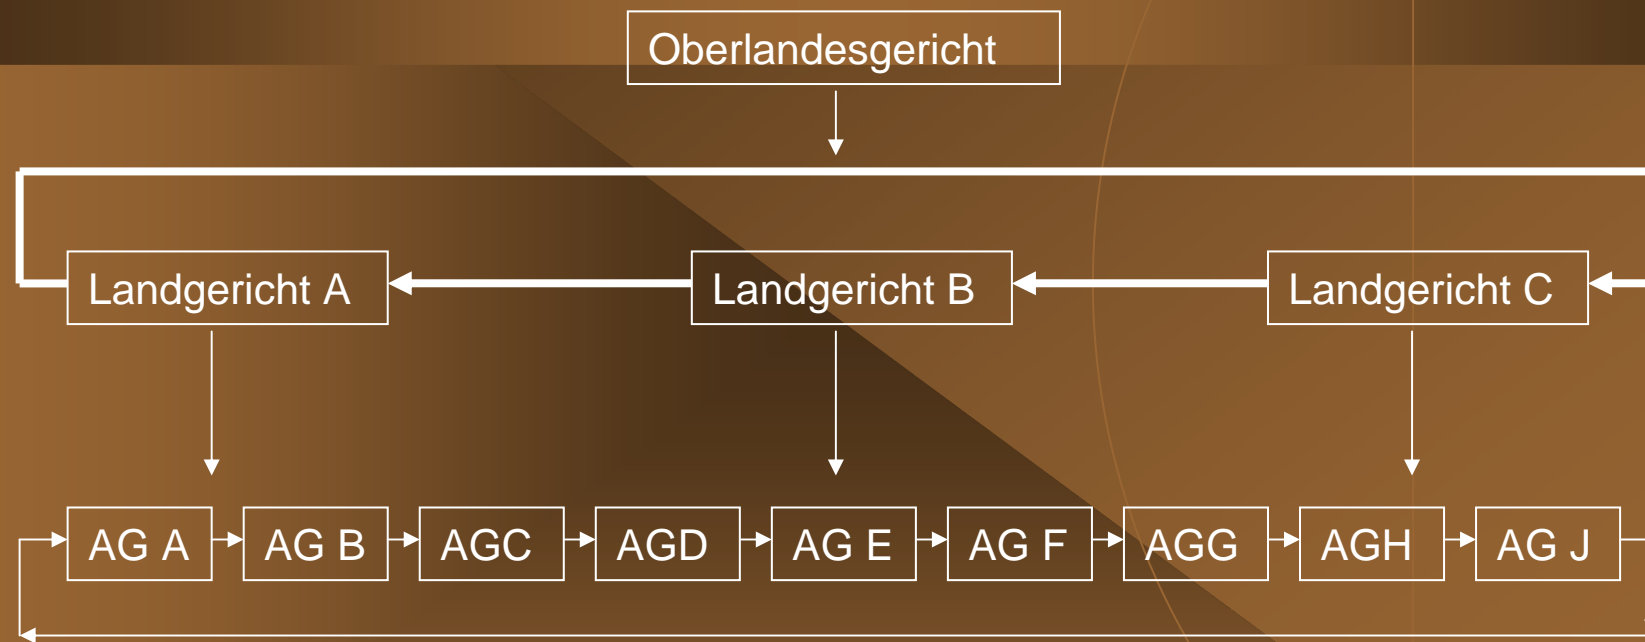 Oberlandesgericht
Landgericht A
Landgericht B
Landgericht C
AG A
AG B
AGC
AGD
AG E
AG F
AGG
AGH
AG J